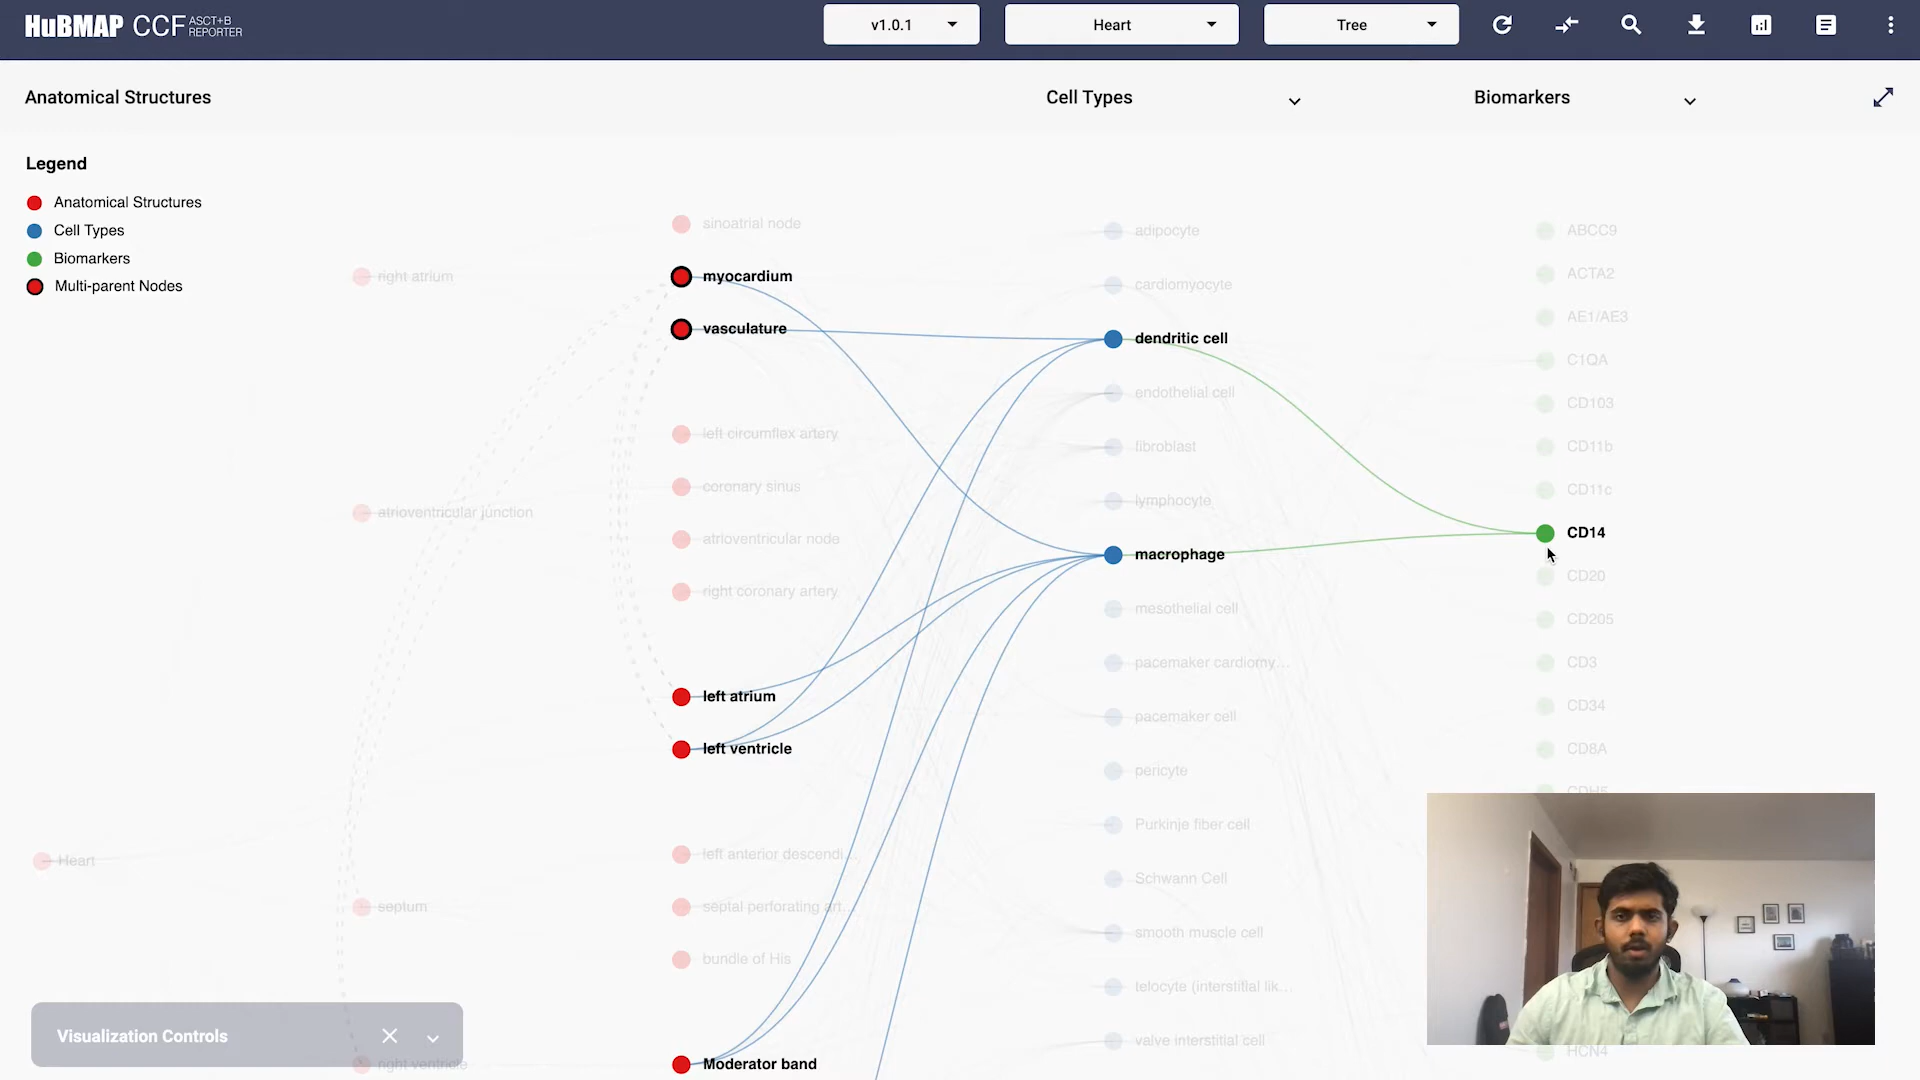 HuBMAP CCF ASCT+B REPORTER
v1.0.1
Heart
Tree
Anatomical Structures
Cell Types
Biomarkers
Legend
Anatomical Structures
Cell Types
Biomarkers
Multi-parent Nodes
Heart
right atrium
atrioventricular junction
septum
right ventricle
sinoatrial node
myocardium
vasculature
left circumflex artery
coronary sinus
atrioventricular node
right coronary artery
left atrium
left ventricle
left anterior descendi...
septal perforating art...
bundle of His
Moderator band
adipocyte
cardiomyocyte
dendritic cell
endothelial cell
fibroblast
lymphocyte
macrophage
mesothelial cell
pacemaker cardiomy...
pacemaker cell
pericyte
Purkinje fiber cell
Schwann Cell
smooth muscle cell
telocyte (interstitial lik...
valve interstitial cell
ABCC9
ACTA2
AE1/AE3
C1QA
CD103
CD11b
CD11c
CD14
CD20
CD205
CD3
CD34
CD8A
CDH5
HCN4
Visualization Controls